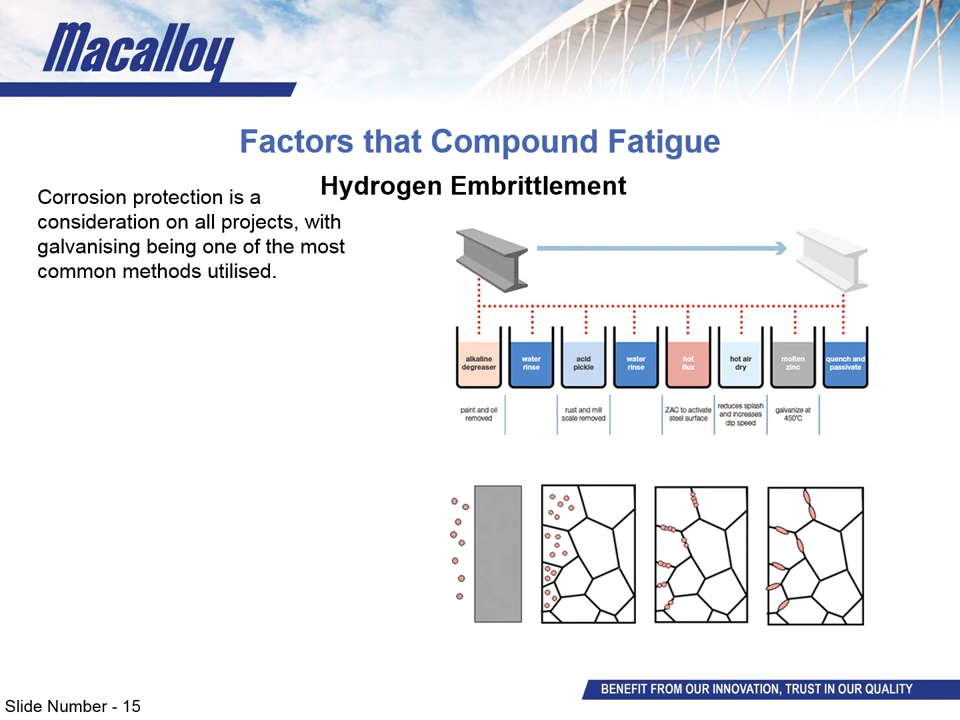 Macalloy
Factors that Compound Fatigue
Hydrogen Embrittlement
Corrosion protection is a
consideration on all projects, with
galvanising being one of the most
common methods utilised.
alkaline
degreaser
water
rinse
acid
pickle
water
rinse
hot
flux
hot air
dry
molten
zinc
quench and
passivate
paint and oil
removed
rust and mill
scale removed
ZAC to activate
steel surface
reduces splash
and increases
dip speed
galvanize at
450°C
BENEFIT FROM OUR INNOVATION, TRUST IN OUR QUALITY
Slide Number - 15